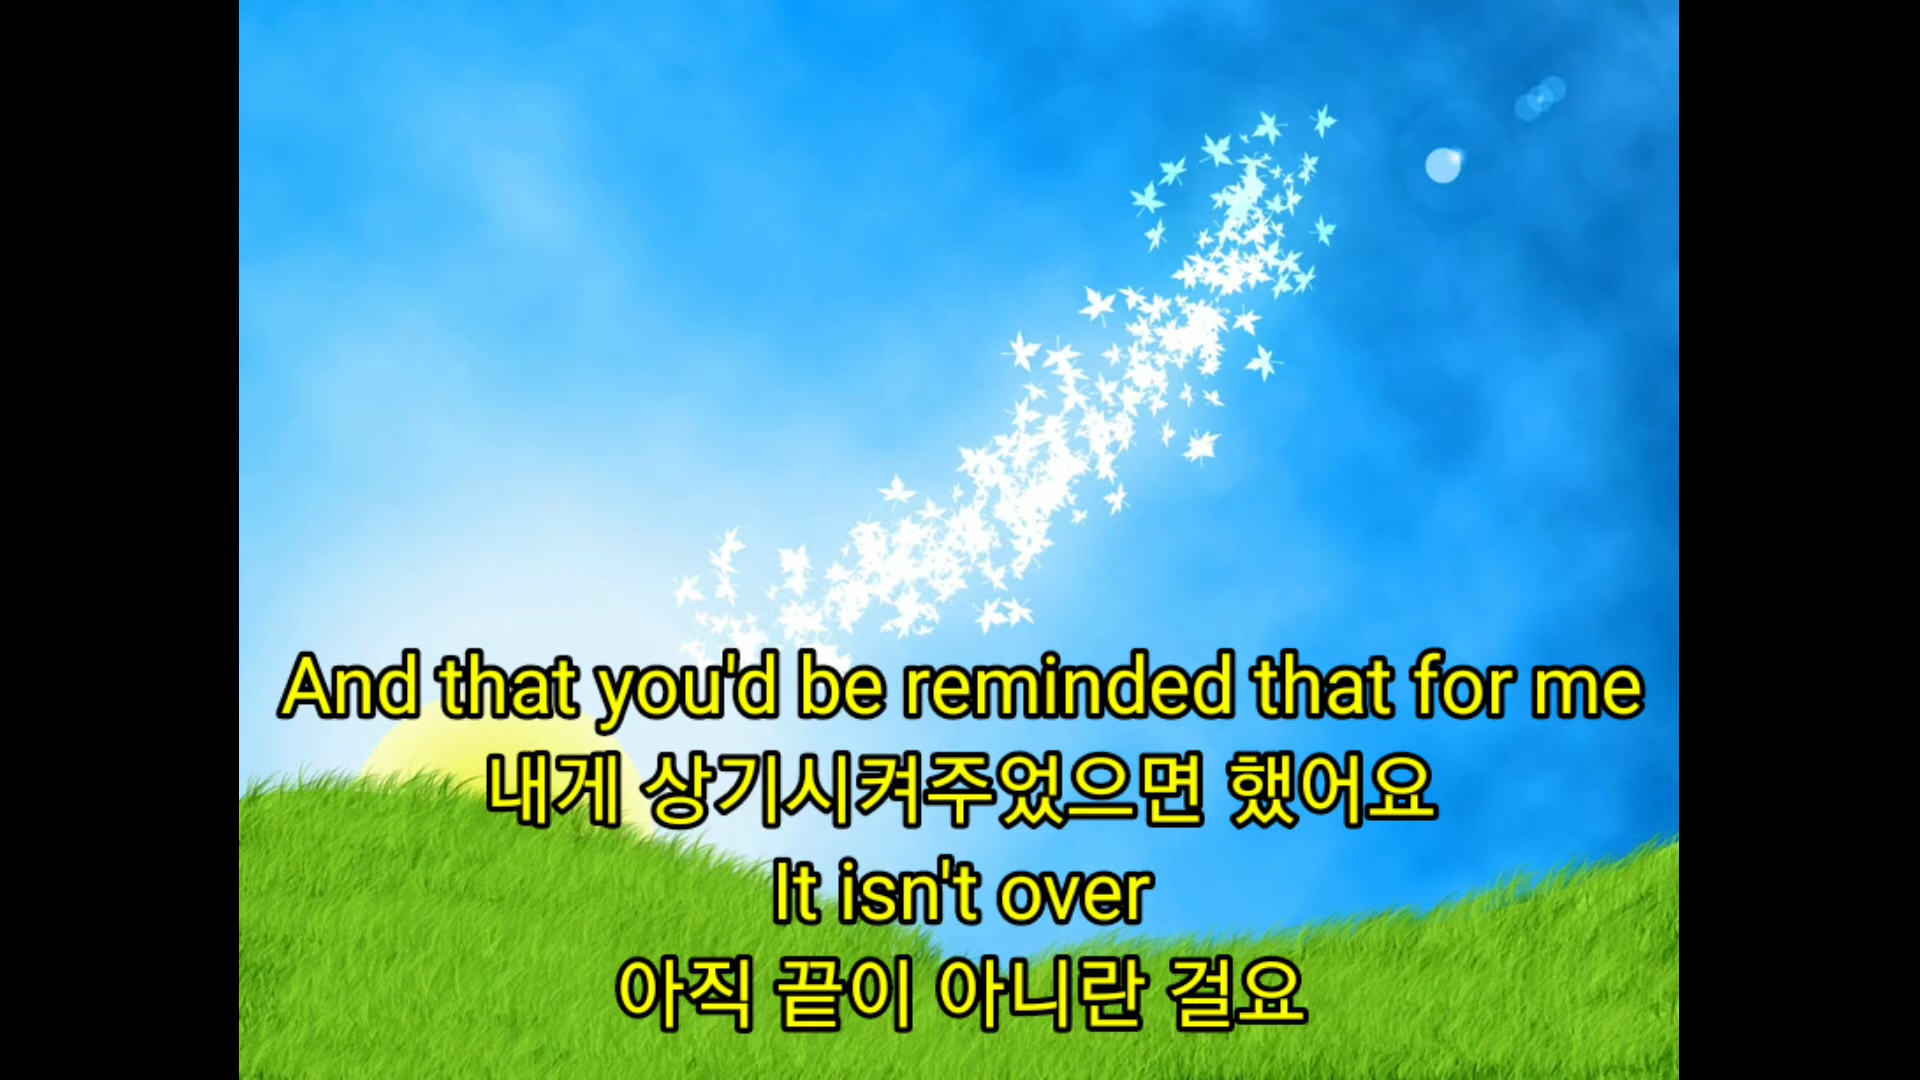 And that you'd be reminded that for me
내게 상기시켜주었으면 했어요
It isn't over
아직 끝이 아니란 걸요